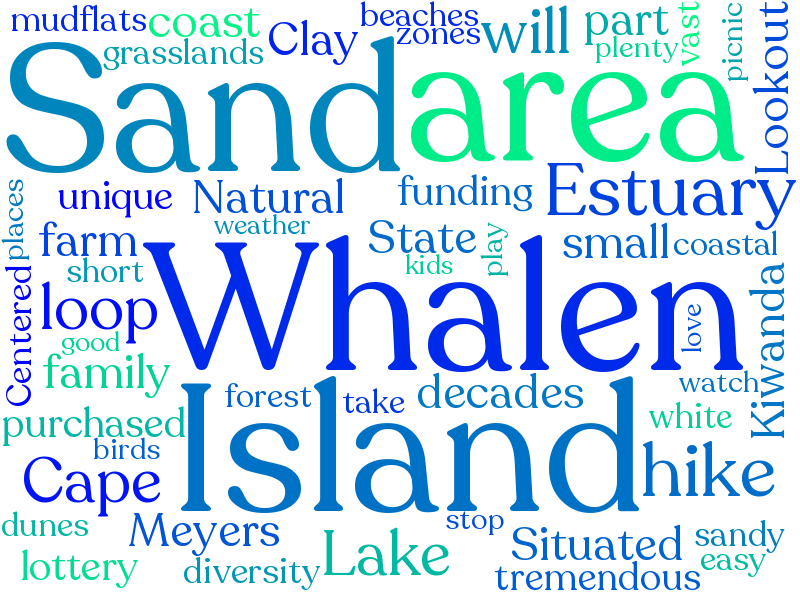 mudflats coast beaches will part vast picnic Lookout
grasslands Clay zones plenty
Sand area
places unique Natural funding Estuary
weather
farm State play small coastal
short kids
Centered loop Whalen love Kiwanda
good
family forest take decades watch
purchased Island white
birds
Cape hike
dunes Meyers stop Situated sandy
lottery diversity Lake tremendous easy